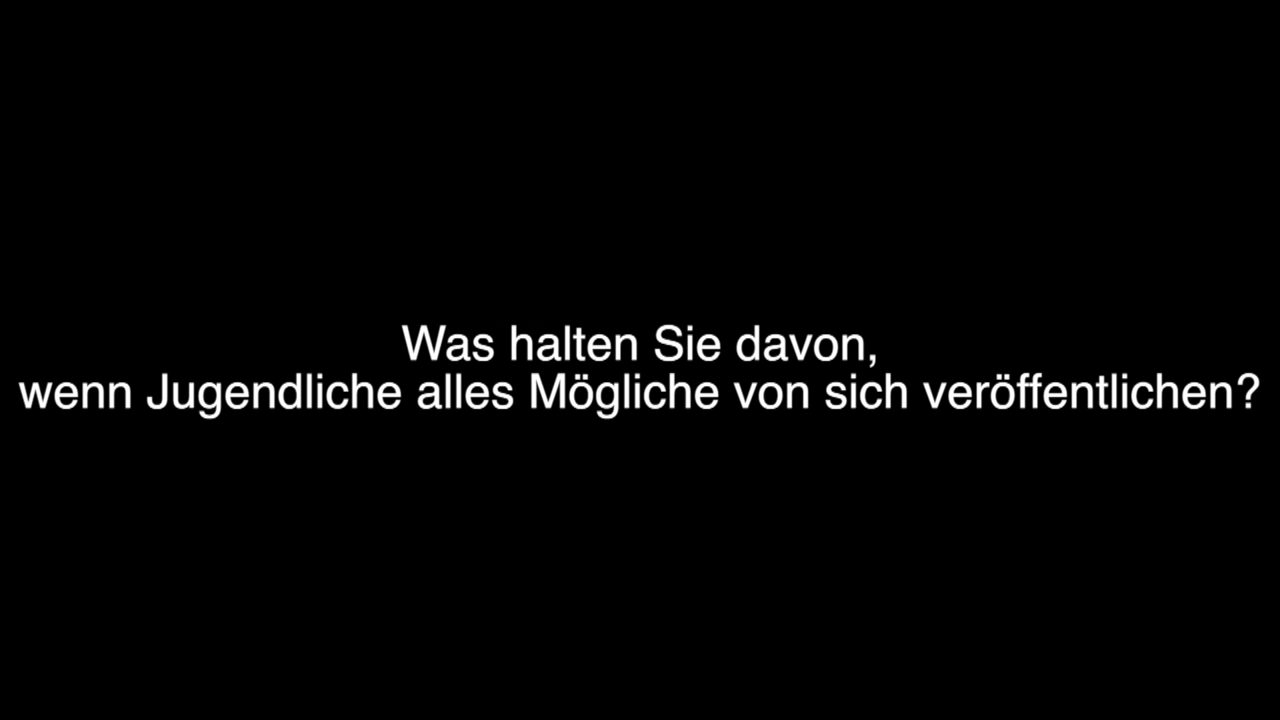 Was halten Sie davon,
wenn Jugendliche alles Mögliche von sich veröffentlichen?